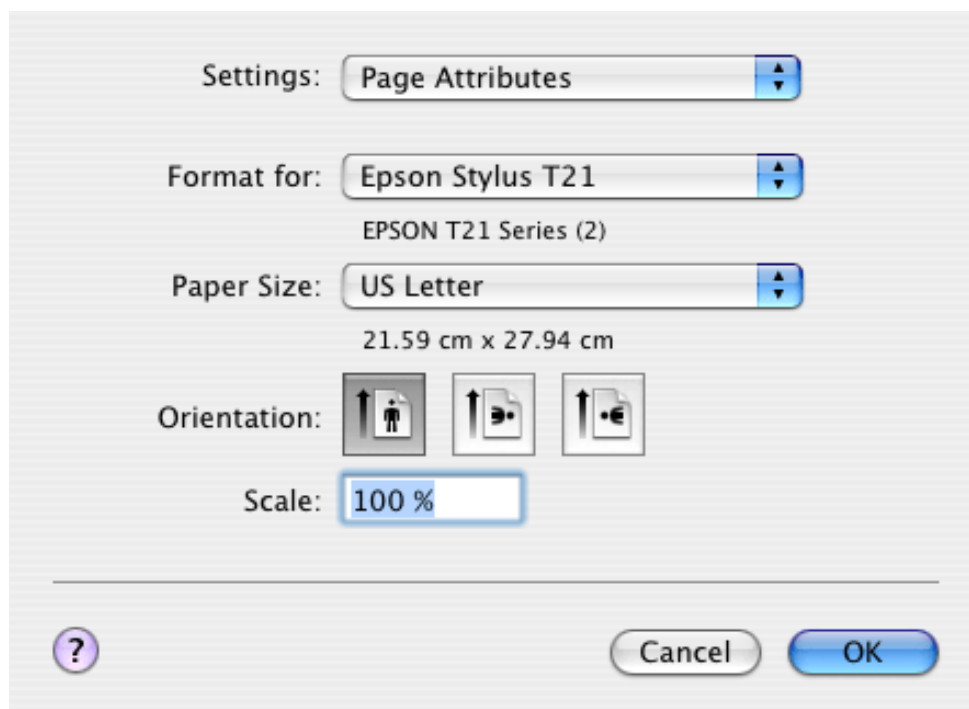 Settings: Page Attributes
Format for: Epson Stylus T21
EPSON T21 Series (2)
Paper Size: US Letter
21.59 cm x 27.94 cm
Orientation:
Scale: 100 %
? Cancel OK